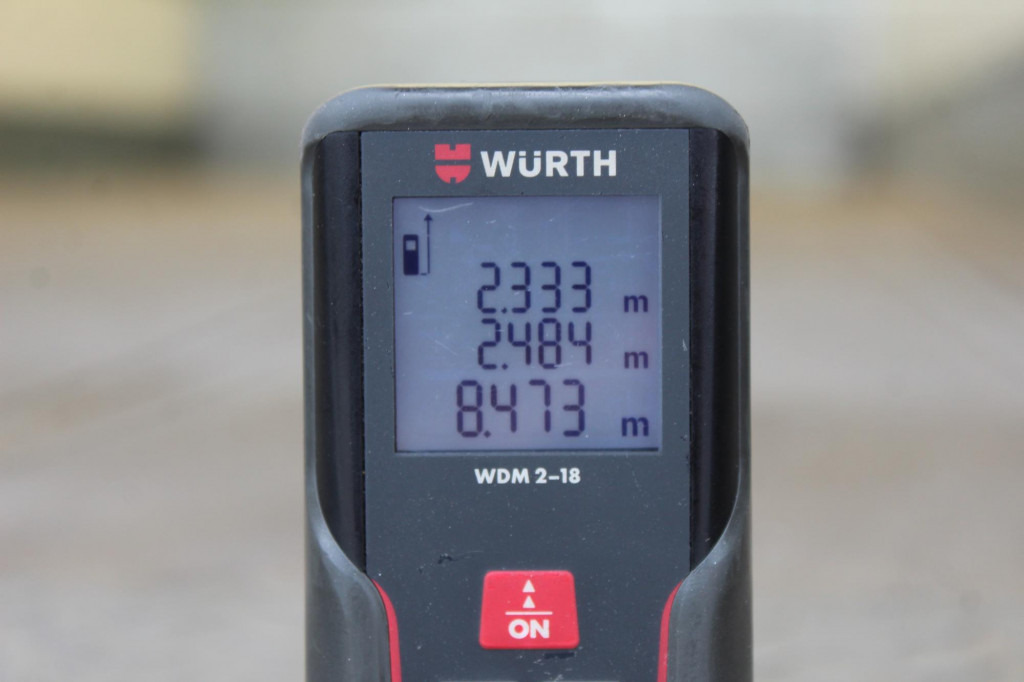 WÜRTH
2.333 m
2.484 m
8.473 m
WDM 2-18
ON